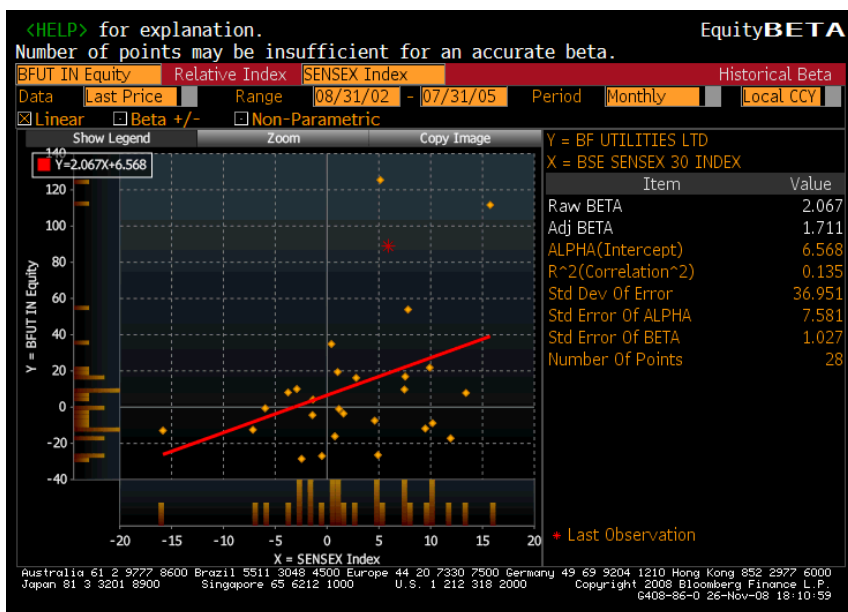 <HELP> for explanation. EquityBETA
Number of points may be insufficient for an accurate beta.
BFUT IN Equity Relative Index SENSEX Index Historical Beta
Data Last Price Range 08/31/02 - 07/31/05 Period Monthly Local CCY
Linear Beta +/- Non-Parametric
Show Legend Zoom Copy Image
Y = BF UTILITIES LTD
X = BSE SENSEX 30 INDEX
Item Value
Raw BETA 2.067
Adj BETA 1.711
ALPHA(Intercept) 6.568
R^2(Correlation^2) 0.135
Std Dev Of Error 36.951
Std Error Of ALPHA 7.581
Std Error Of BETA 1.027
Number Of Points 28
* Last Observation
Y=2.067X+6.568
140
120
100
80
60
40
20
0
-20
-40
Y = BFUT IN Equity
-20 -15 -10 -5 0 5 10 15 20
X = SENSEX Index
Australia 61 2 9777 8600 Brazil 5511 3048 4500 Europe 44 20 7330 7500 Germany 49 69 9204 1210 Hong Kong 852 2977 6000
Japan 81 3 3201 8900 Singapore 65 6212 1000 U.S. 1 212 318 2000 Copyright 2008 Bloomberg Finance L.P.
G408-86-0 26-Nov-08 18:10:59